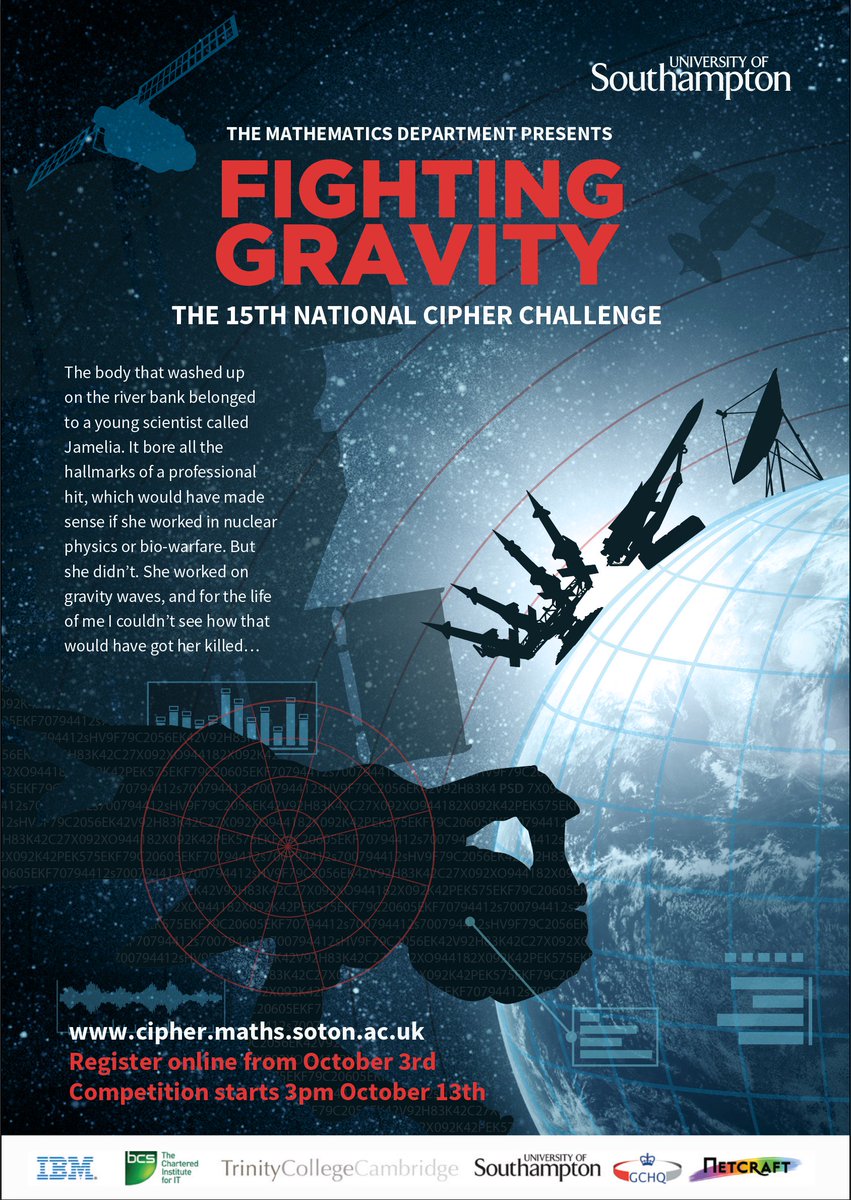 UNIVERSITY OF
Southampton
THE MATHEMATICS DEPARTMENT PRESENTS
FIGHTING
GRAVITY
THE 15TH NATIONAL CIPHER CHALLENGE
The body that washed up
on the river bank belonged
to a young scientist called
Jamelia. It bore all the
hallmarks of a professional
hit, which would have made
sense if she worked in nuclear
physics or bio-warfare. But
she didn’t. She worked on
gravity waves, and for the life
of me I couldn’t see how that
would have got her killed…
www.cipher.maths.soton.ac.uk
Register online from October 3rd
Competition starts 3pm October 13th
IBM
bcs
The
Chartered
Institute
for IT
TrinityCollegeCambridge
UNIVERSITY OF
Southampton
GCHQ
NETCRAFT